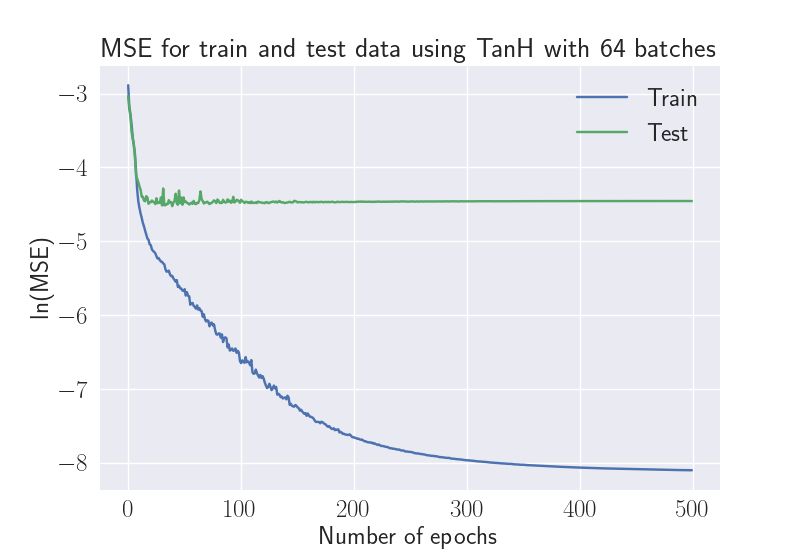 MSE for train and test data using TanH with 64 batches
Train
Test
ln(MSE)
−3
−4
−5
−6
−7
−8
0 100 200 300 400 500
Number of epochs